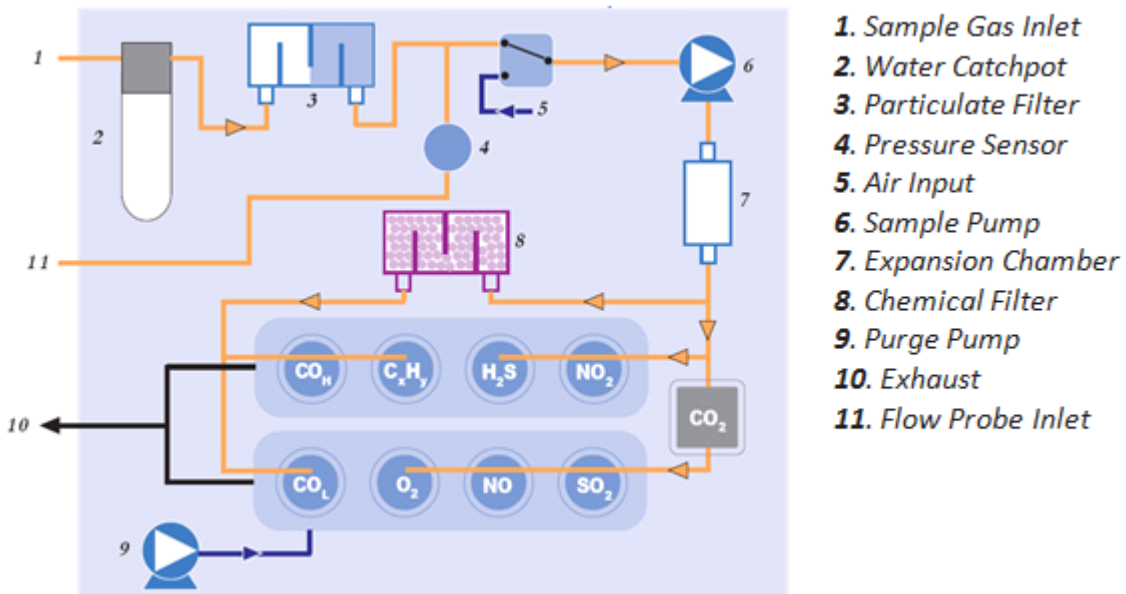 1
2
3
4
5
6
7
8
CO_H
C_xH_y
H_2S
NO_2
CO_2
CO_L
O_2
NO
SO_2
9
10
11
1. Sample Gas Inlet
2. Water Catchpot
3. Particulate Filter
4. Pressure Sensor
5. Air Input
6. Sample Pump
7. Expansion Chamber
8. Chemical Filter
9. Purge Pump
10. Exhaust
11. Flow Probe Inlet